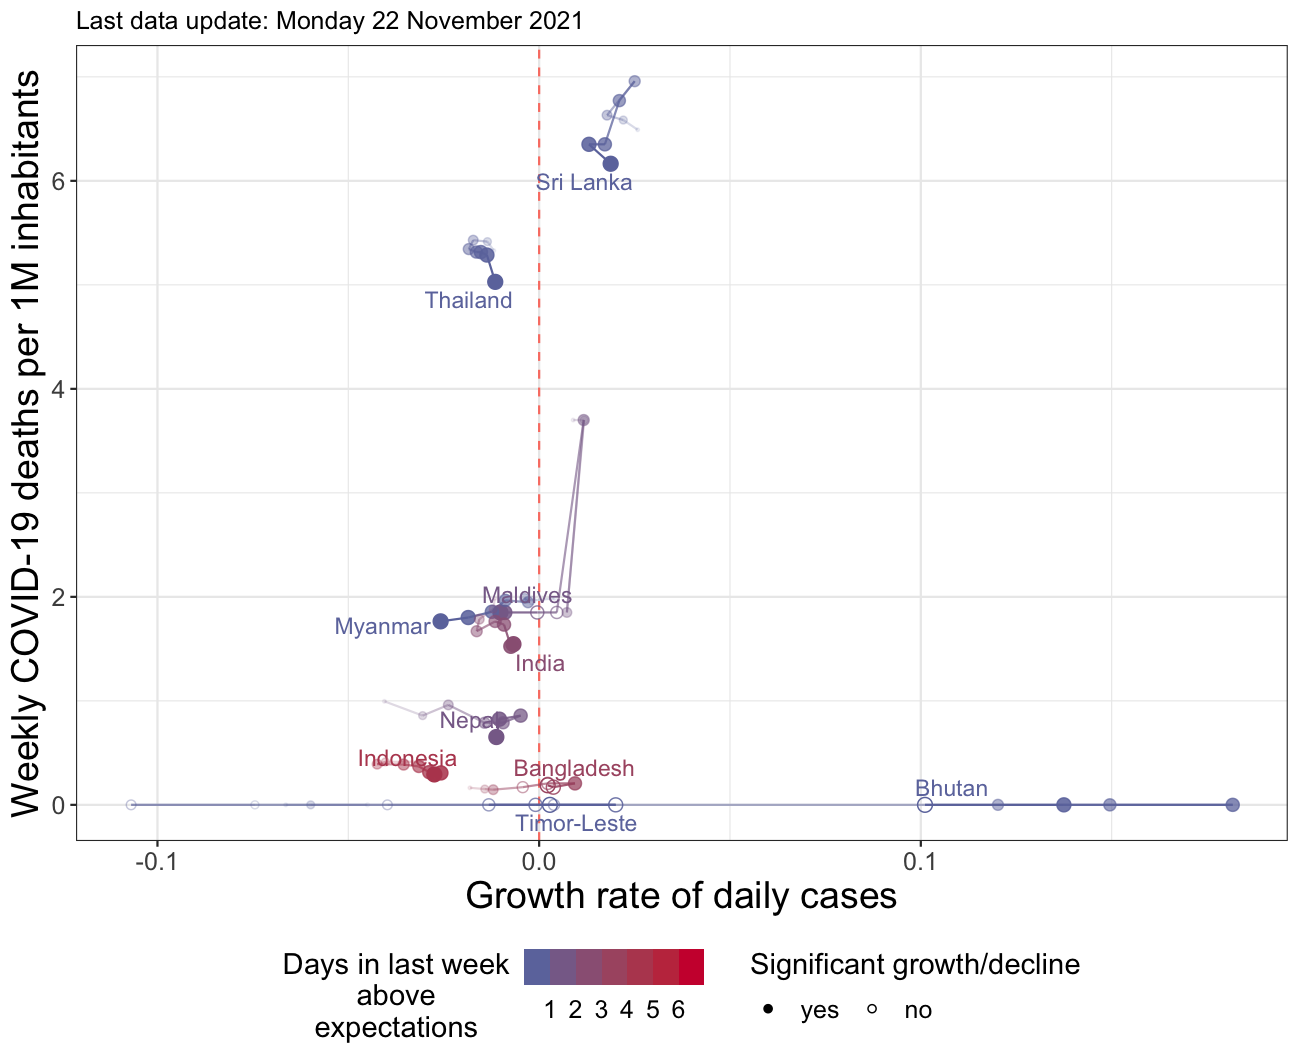 Last data update: Monday 22 November 2021
Weekly COVID-19 deaths per 1M inhabitants
6
4
2
0
Sri Lanka
Thailand
Maldives
Myanmar
India
Nepal
Indonesia
Bangladesh
Bhutan
Timor-Leste
-0.1
0.0
0.1
Growth rate of daily cases
Days in last week
above
expectations
1 2 3 4 5 6
Significant growth/decline
yes
no